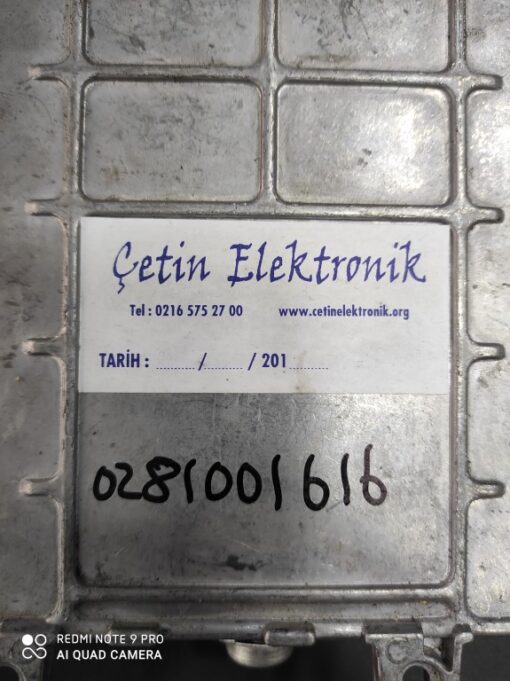 Çetin Elektronik
Tel : 0216 575 27 00 www.cetinelektronik.org
TARİH : ............ / ............ / 201............
0281001616
REDMI NOTE 9 PRO
AI QUAD CAMERA